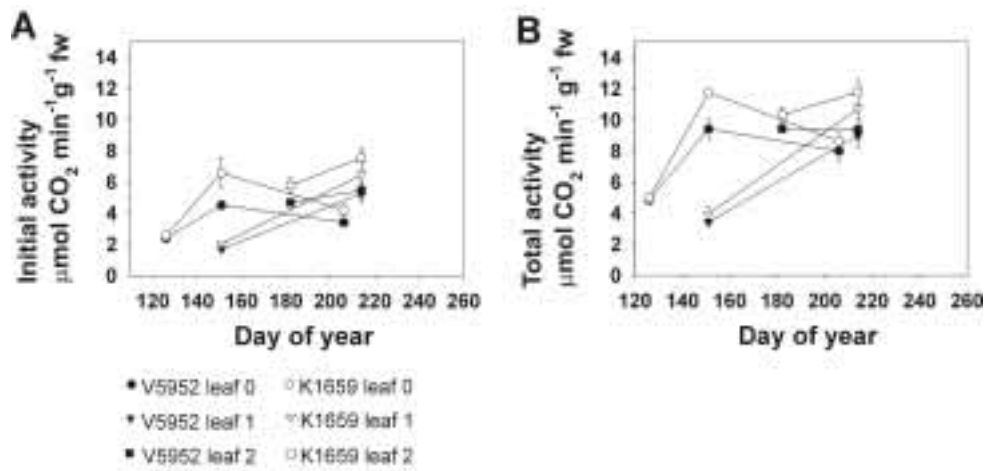 A
Initial activity
μmol CO₂ min⁻¹g⁻¹ fw
14
12
10
8
6
4
2
0
120 140 160 180 200 220 240 260
Day of year
B
Total activity
μmol CO₂ min⁻¹g⁻¹ fw
14
12
10
8
6
4
2
0
120 140 160 180 200 220 240 260
Day of year
V5952 leaf 0
K1659 leaf 0
V5952 leaf 1
K1659 leaf 1
V5952 leaf 2
K1659 leaf 2